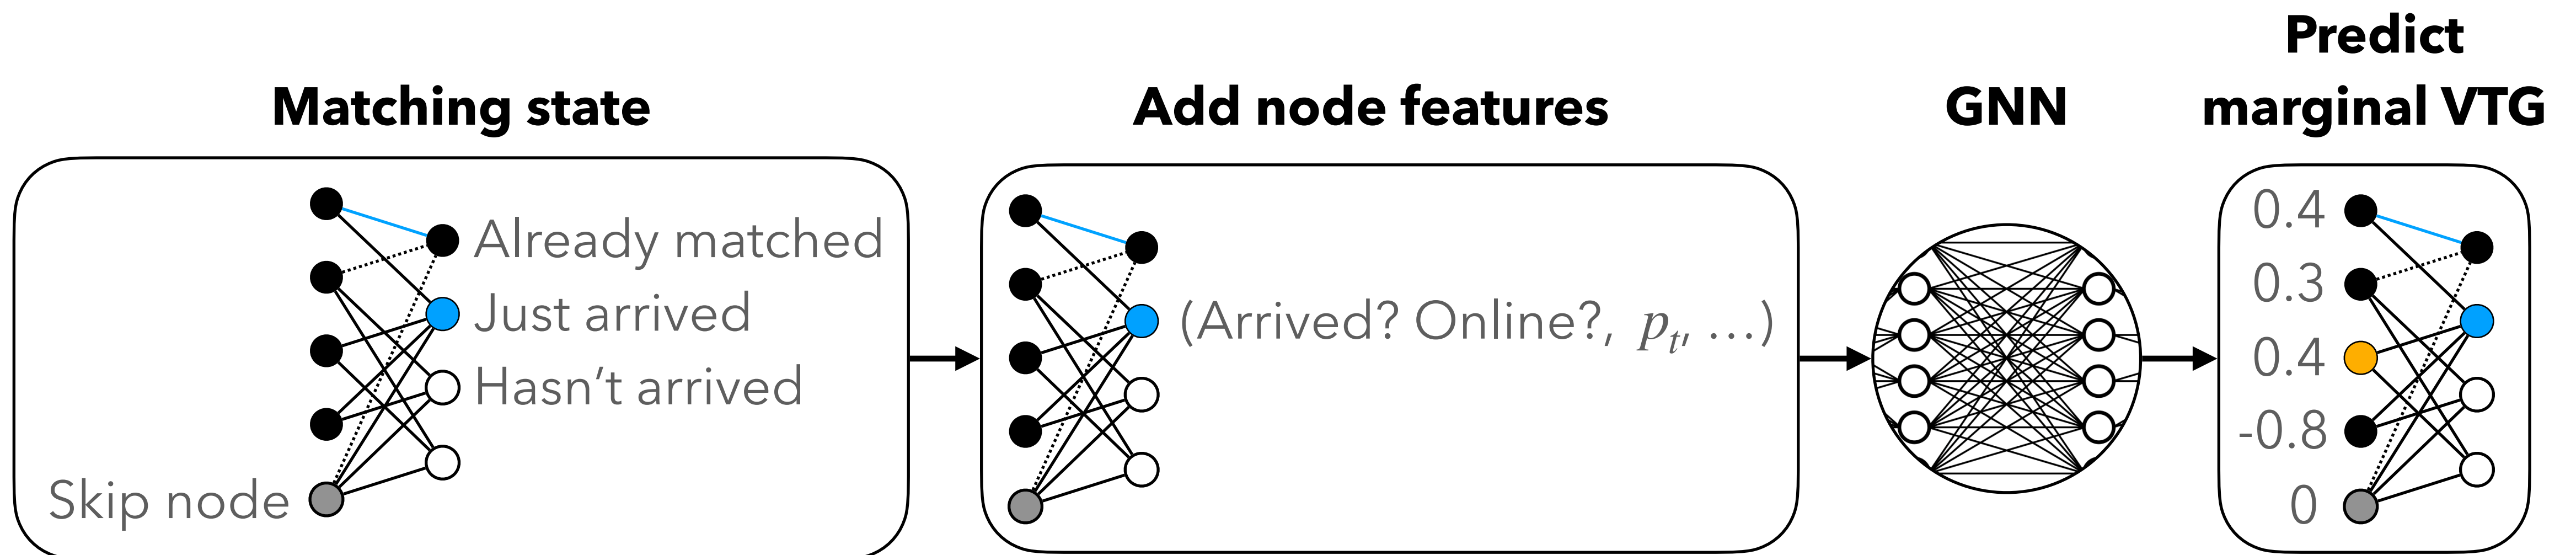 Matching state
Already matched
Just arrived
Hasn't arrived
Skip node
Add node features
(Arrived? Online?, pₜ, …)
GNN
Predict
marginal VTG
0.4
0.3
0.4
-0.8
0